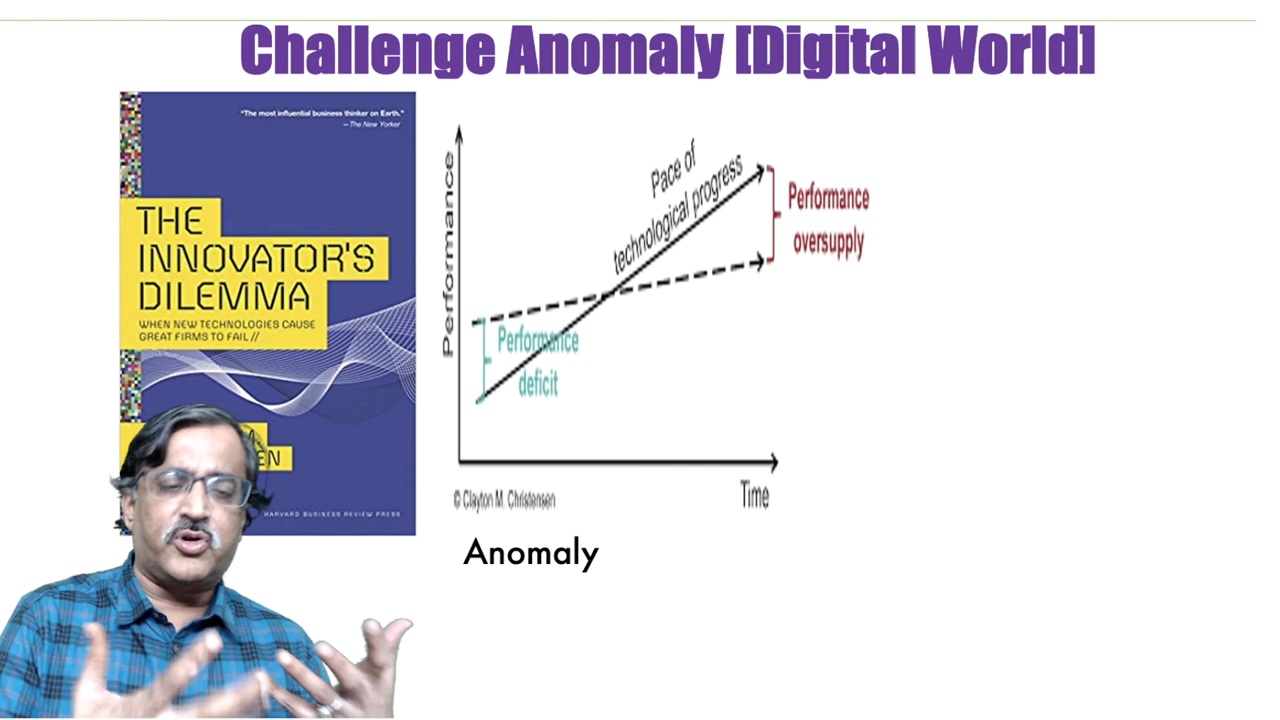 Challenge Anomaly [Digital World]
"The most influential business thinker on Earth."
—The New Yorker
THE
INNOVATOR'S
DILEMMA
WHEN NEW TECHNOLOGIES CAUSE
GREAT FIRMS TO FAIL //
HARVARD BUSINESS REVIEW PRESS
Performance
Pace of
technological progress
Performance
oversupply
Performance
deficit
Time
© Clayton M. Christensen
Anomaly